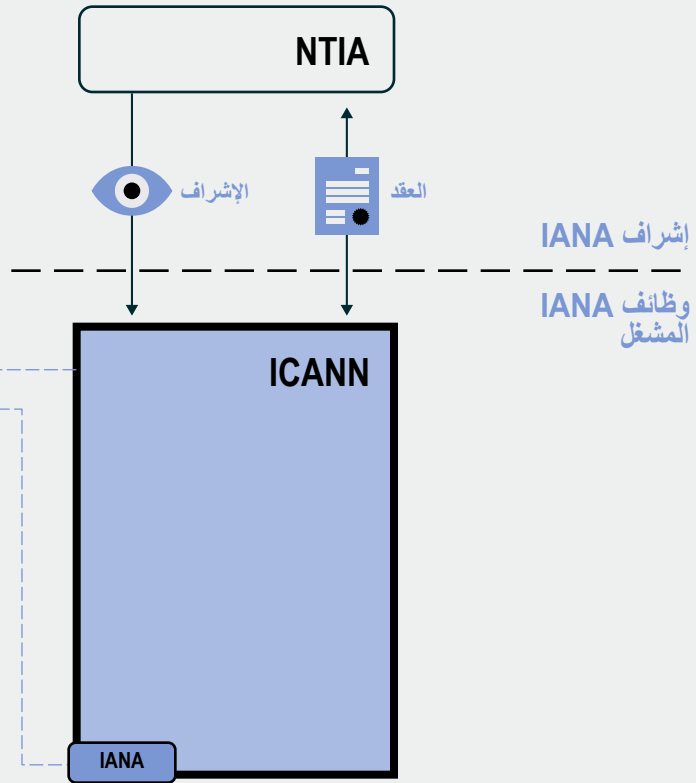 NTIA
العقد
الإشراف
إشراف IANA
وظائف IANA
المشغل
ICANN
IANA